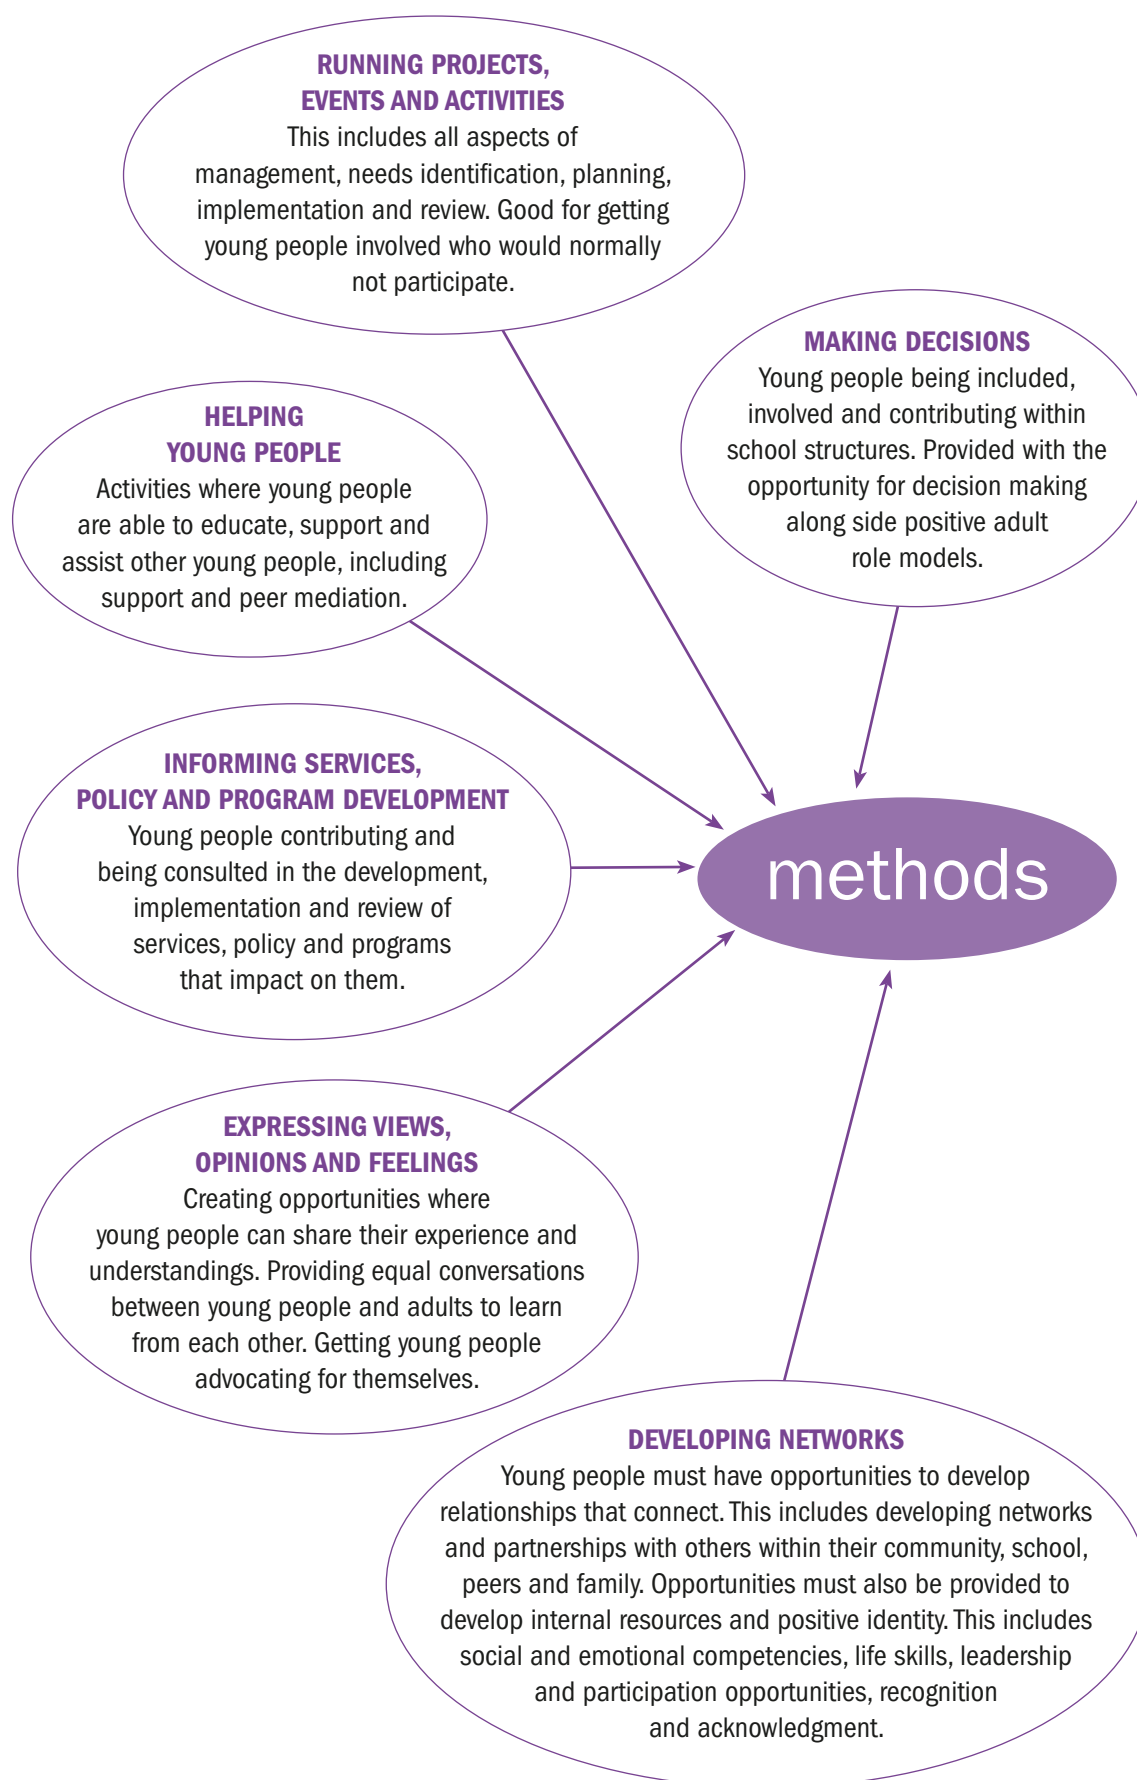 RUNNING PROJECTS,
EVENTS AND ACTIVITIES
This includes all aspects of
management, needs identification, planning,
implementation and review. Good for getting
young people involved who would normally
not participate.
MAKING DECISIONS
Young people being included,
involved and contributing within
school structures. Provided with the
opportunity for decision making
along side positive adult
role models.
HELPING
YOUNG PEOPLE
Activities where young people
are able to educate, support and
assist other young people, including
support and peer mediation.
INFORMING SERVICES,
POLICY AND PROGRAM DEVELOPMENT
Young people contributing and
being consulted in the development,
implementation and review of
services, policy and programs
that impact on them.
methods
EXPRESSING VIEWS,
OPINIONS AND FEELINGS
Creating opportunities where
young people can share their experience and
understandings. Providing equal conversations
between young people and adults to learn
from each other. Getting young people
advocating for themselves.
DEVELOPING NETWORKS
Young people must have opportunities to develop
relationships that connect. This includes developing networks
and partnerships with others within their community, school,
peers and family. Opportunities must also be provided to
develop internal resources and positive identity. This includes
social and emotional competencies, life skills, leadership
and participation opportunities, recognition
and acknowledgment.